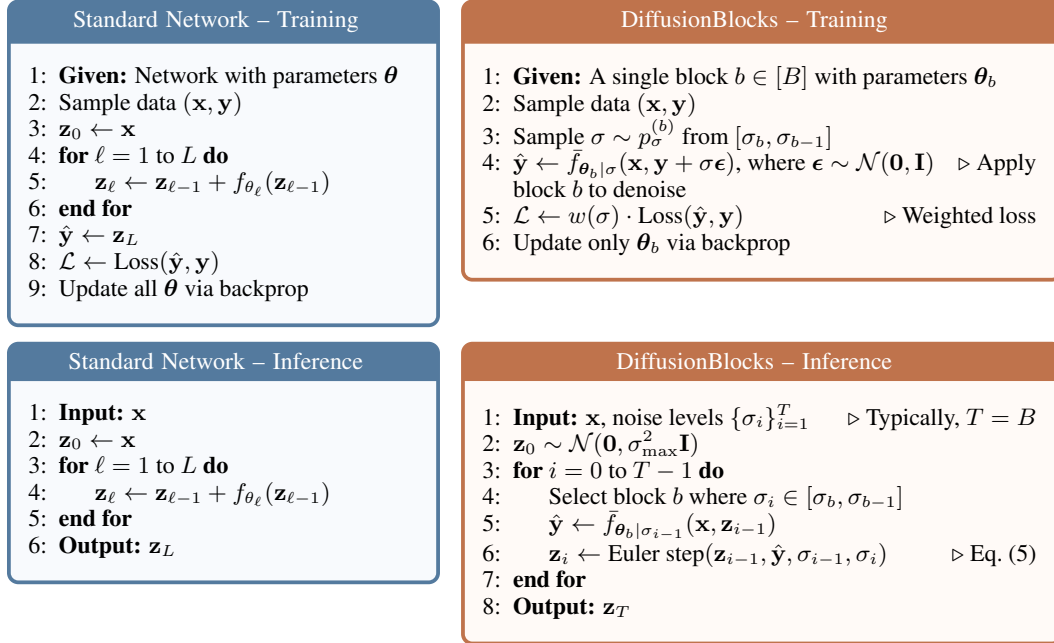 Standard Network – Training
1: Given: Network with parameters θ
2: Sample data (x, y)
3: z₀ ← x
4: for ℓ = 1 to L do
5: z_ℓ ← z_{ℓ−1} + f_{θ_ℓ}(z_{ℓ−1})
6: end for
7: ŷ ← z_L
8: ℒ ← Loss(ŷ, y)
9: Update all θ via backprop
DiffusionBlocks – Training
1: Given: A single block b ∈ [B] with parameters θ_b
2: Sample data (x, y)
3: Sample σ ∼ p_σ^{(b)} from [σ_b, σ_{b−1}]
4: ŷ ← f̄_{θ_b|σ}(x, y + σϵ), where ϵ ∼ 𝒩(0, I) ▷ Apply
block b to denoise
5: ℒ ← w(σ) · Loss(ŷ, y) ▷ Weighted loss
6: Update only θ_b via backprop
Standard Network – Inference
1: Input: x
2: z₀ ← x
3: for ℓ = 1 to L do
4: z_ℓ ← z_{ℓ−1} + f_{θ_ℓ}(z_{ℓ−1})
5: end for
6: Output: z_L
DiffusionBlocks – Inference
1: Input: x, noise levels {σ_i}_{i=1}^T ▷ Typically, T = B
2: z₀ ∼ 𝒩(0, σ_max² I)
3: for i = 0 to T − 1 do
4: Select block b where σ_i ∈ [σ_b, σ_{b−1}]
5: ŷ ← f̄_{θ_b|σ_{i−1}}(x, z_{i−1})
6: z_i ← Euler step(z_{i−1}, ŷ, σ_{i−1}, σ_i) ▷ Eq. (5)
7: end for
8: Output: z_T